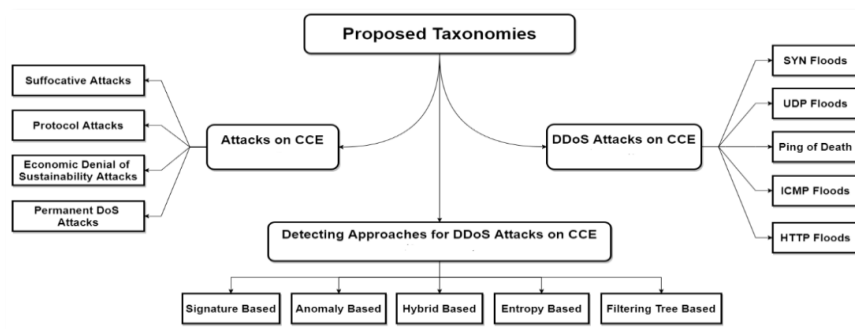 Proposed Taxonomies
Suffocative Attacks
Protocol Attacks
Economic Denial of
Sustainability Attacks
Permanent DoS
Attacks
Attacks on CCE
DDoS Attacks on CCE
SYN Floods
UDP Floods
Ping of Death
ICMP Floods
HTTP Floods
Detecting Approaches for DDoS Attacks on CCE
Signature Based
Anomaly Based
Hybrid Based
Entropy Based
Filtering Tree Based